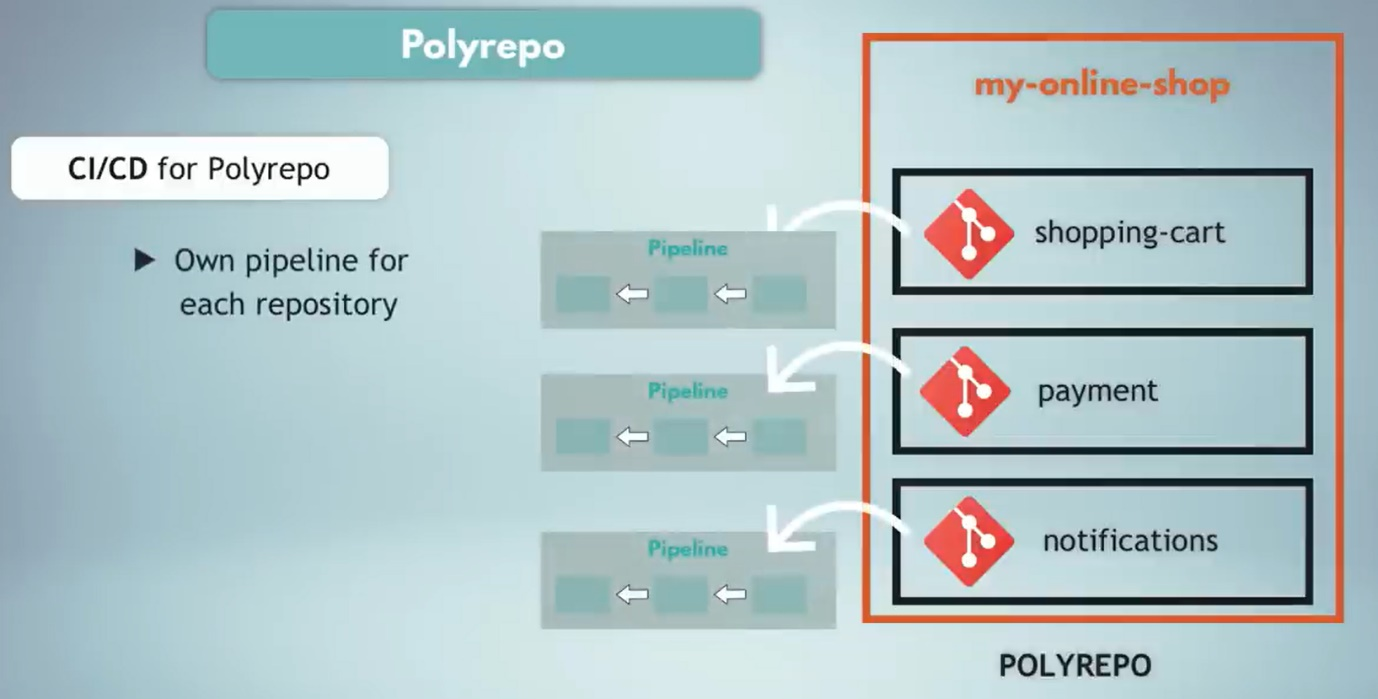 Polyrepo
my-online-shop
CI/CD for Polyrepo
Own pipeline for
each repository
Pipeline
shopping-cart
Pipeline
payment
Pipeline
notifications
POLYREPO